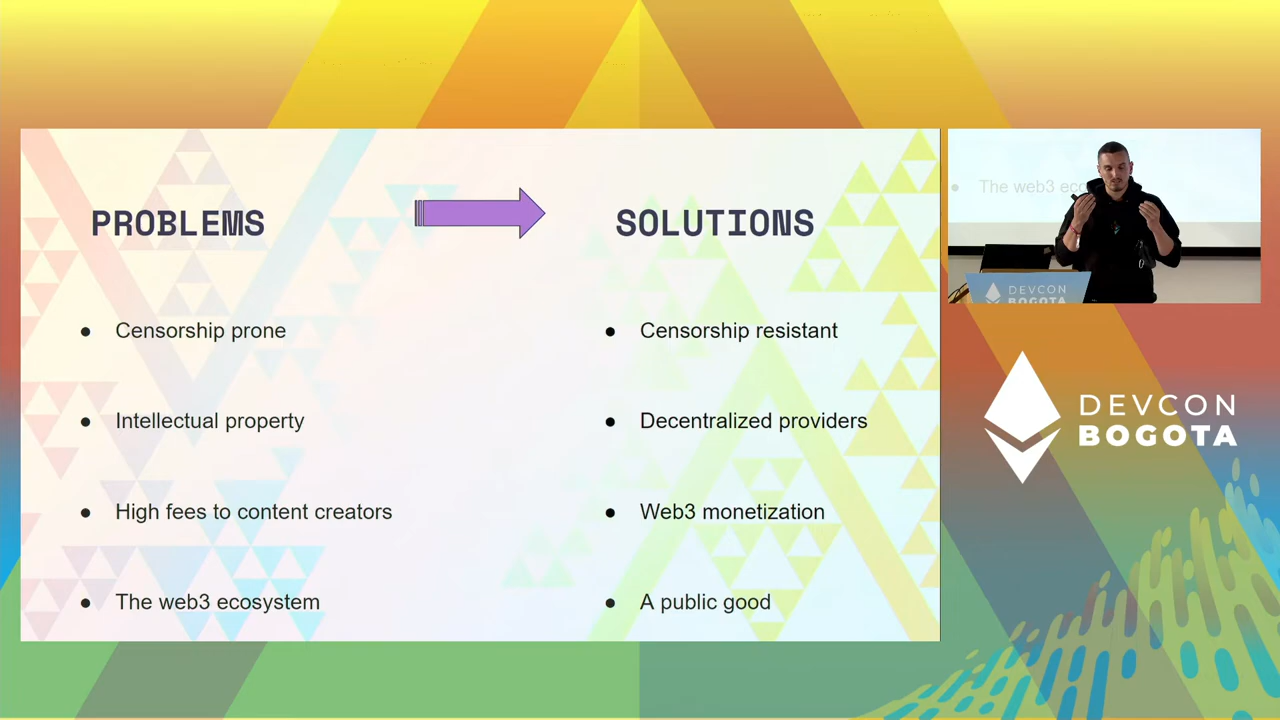 PROBLEMS
SOLUTIONS
● Censorship prone
● Censorship resistant
● Intellectual property
● Decentralized providers
● High fees to content creators
● Web3 monetization
● The web3 ecosystem
● A public good
● The web3 eco
DEVCON
BOGOTA
DEVCON
BOGOTA